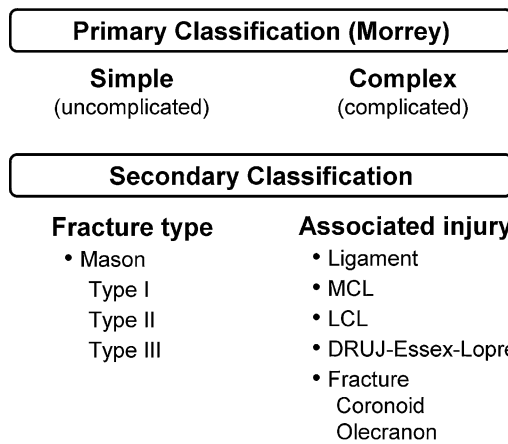 Primary Classification (Morrey)
Simple
(uncomplicated)
Complex
(complicated)
Secondary Classification
Fracture type
• Mason
Type I
Type II
Type III
Associated injury
• Ligament
• MCL
• LCL
• DRUJ-Essex-Lopre
• Fracture
Coronoid
Olecranon